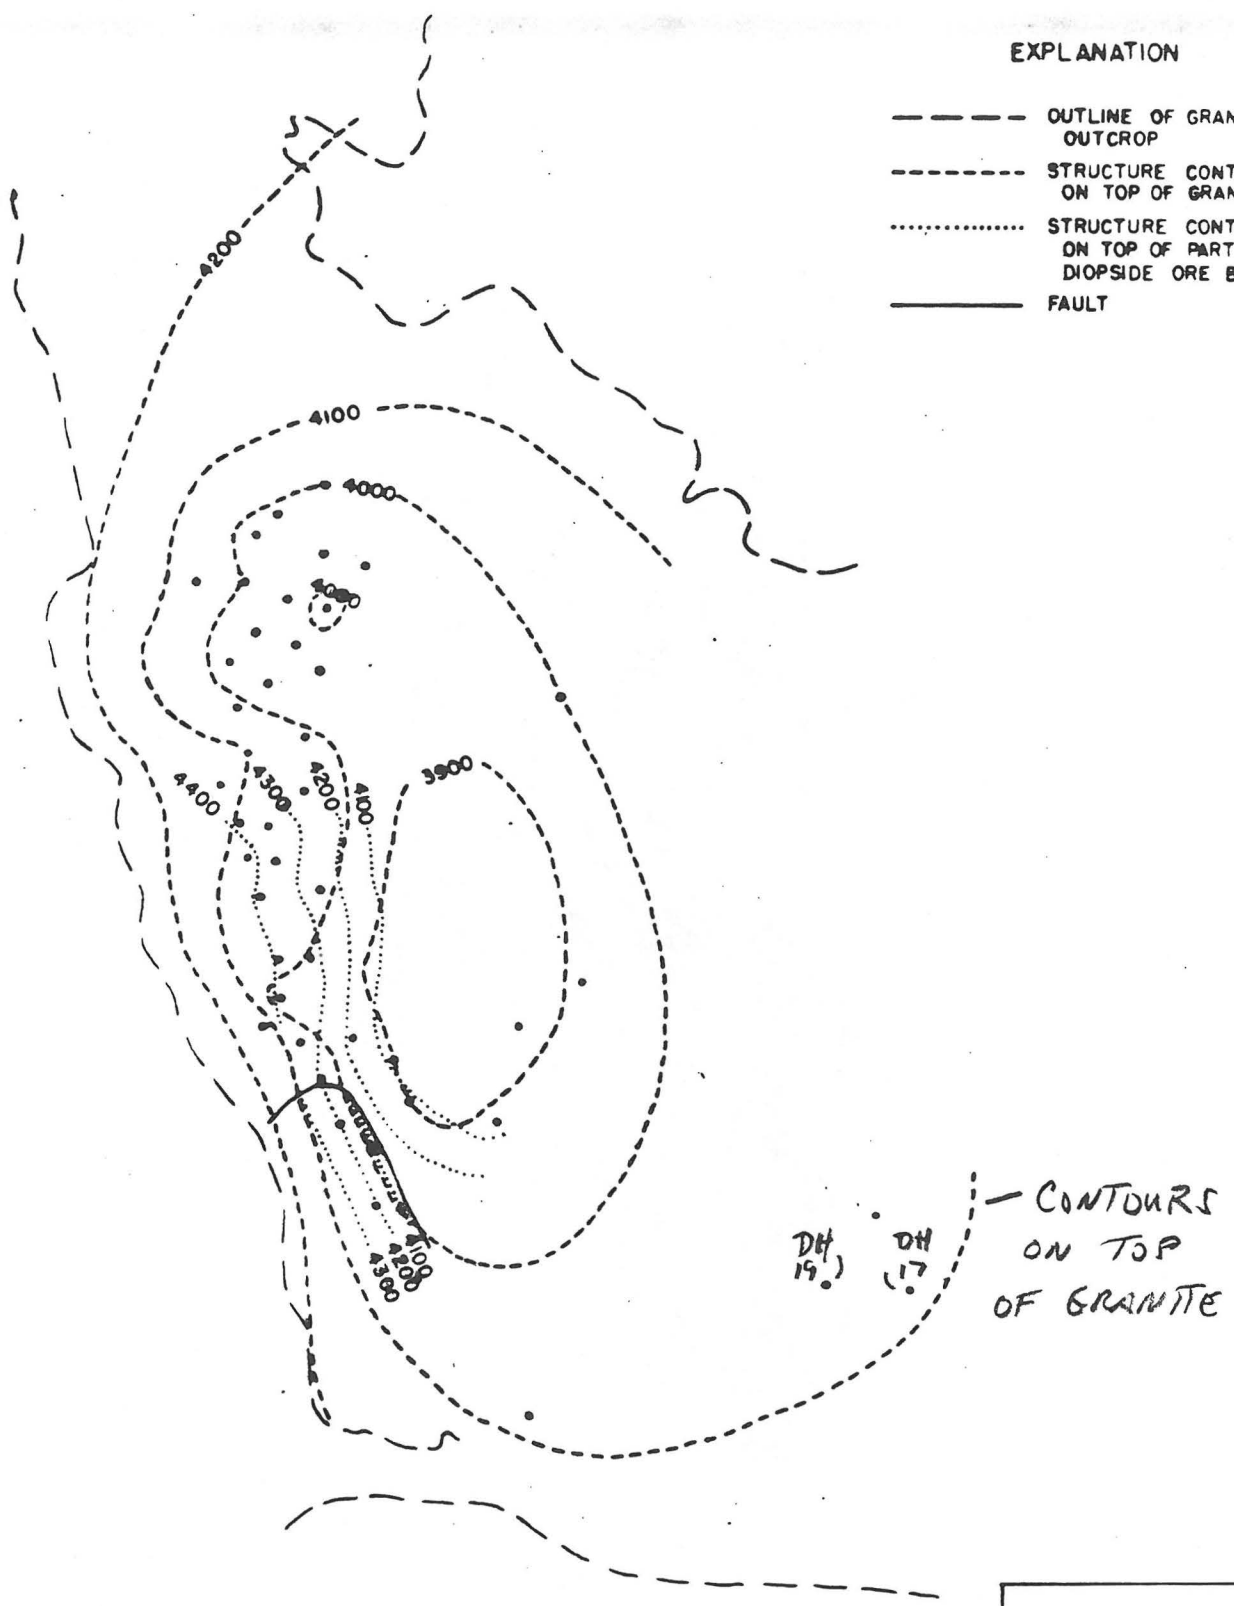 EXPLANATION
OUTLINE OF GRAN
OUTCROP
STRUCTURE CONT
ON TOP OF GRAN
STRUCTURE CONT
ON TOP OF PART
DIOPSIDE ORE B
FAULT
4200
4100
4000
4000
4400
4300
4200
4100
3900
4100
4200
4300
DH
19
DH
17
CONTOURS
ON TOP
OF GRANITE